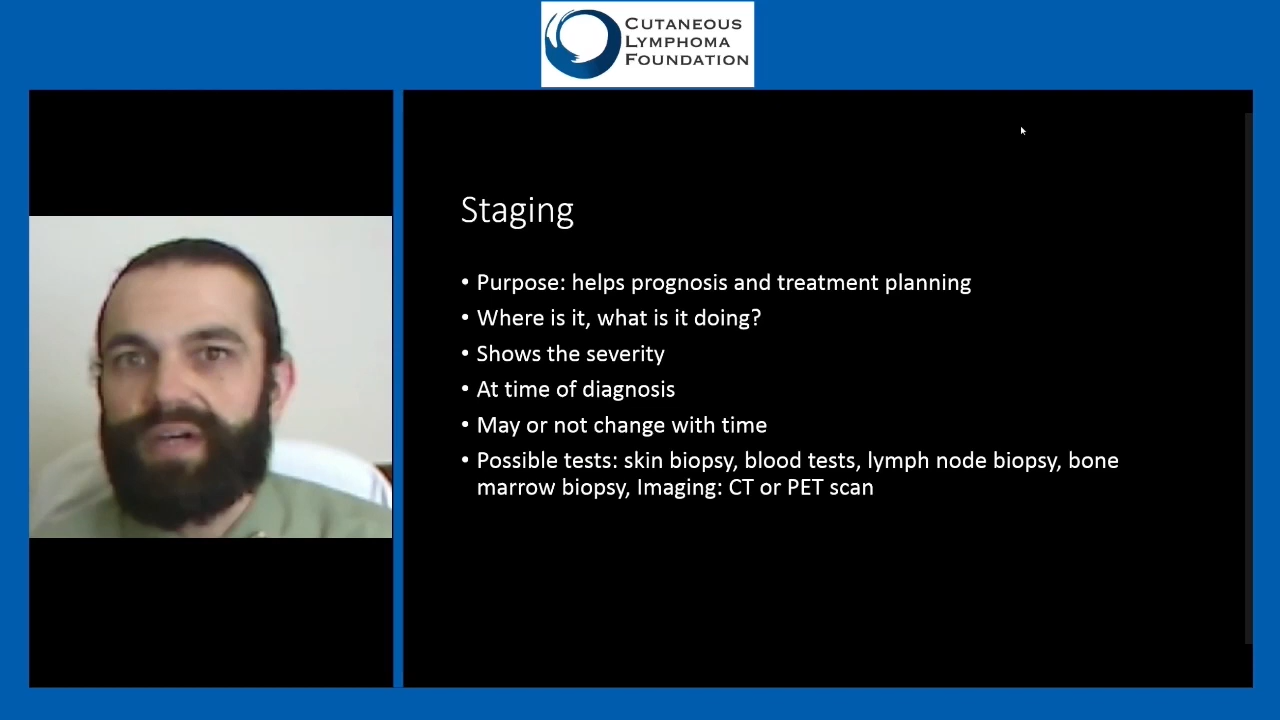 CUTANEOUS
LYMPHOMA
FOUNDATION
Staging
• Purpose: helps prognosis and treatment planning
• Where is it, what is it doing?
• Shows the severity
• At time of diagnosis
• May or not change with time
• Possible tests: skin biopsy, blood tests, lymph node biopsy, bone
marrow biopsy, Imaging: CT or PET scan